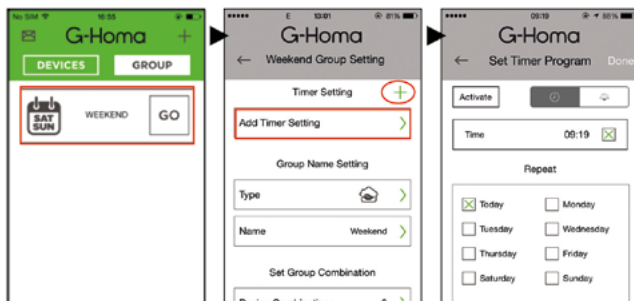 No SIM 16:55
G-Homa
DEVICES GROUP
SAT
SUN
WEEKEND GO
E 10:01 81%
G-Homa
Weekend Group Setting
Timer Setting
Add Timer Setting
Group Name Setting
Type
Name Weekend
Set Group Combination
09:19 86%
G-Homa
Set Timer Program Done
Activate
Time 09:19
Repeat
Today Monday
Tuesday Wednesday
Thursday Friday
Saturday Sunday